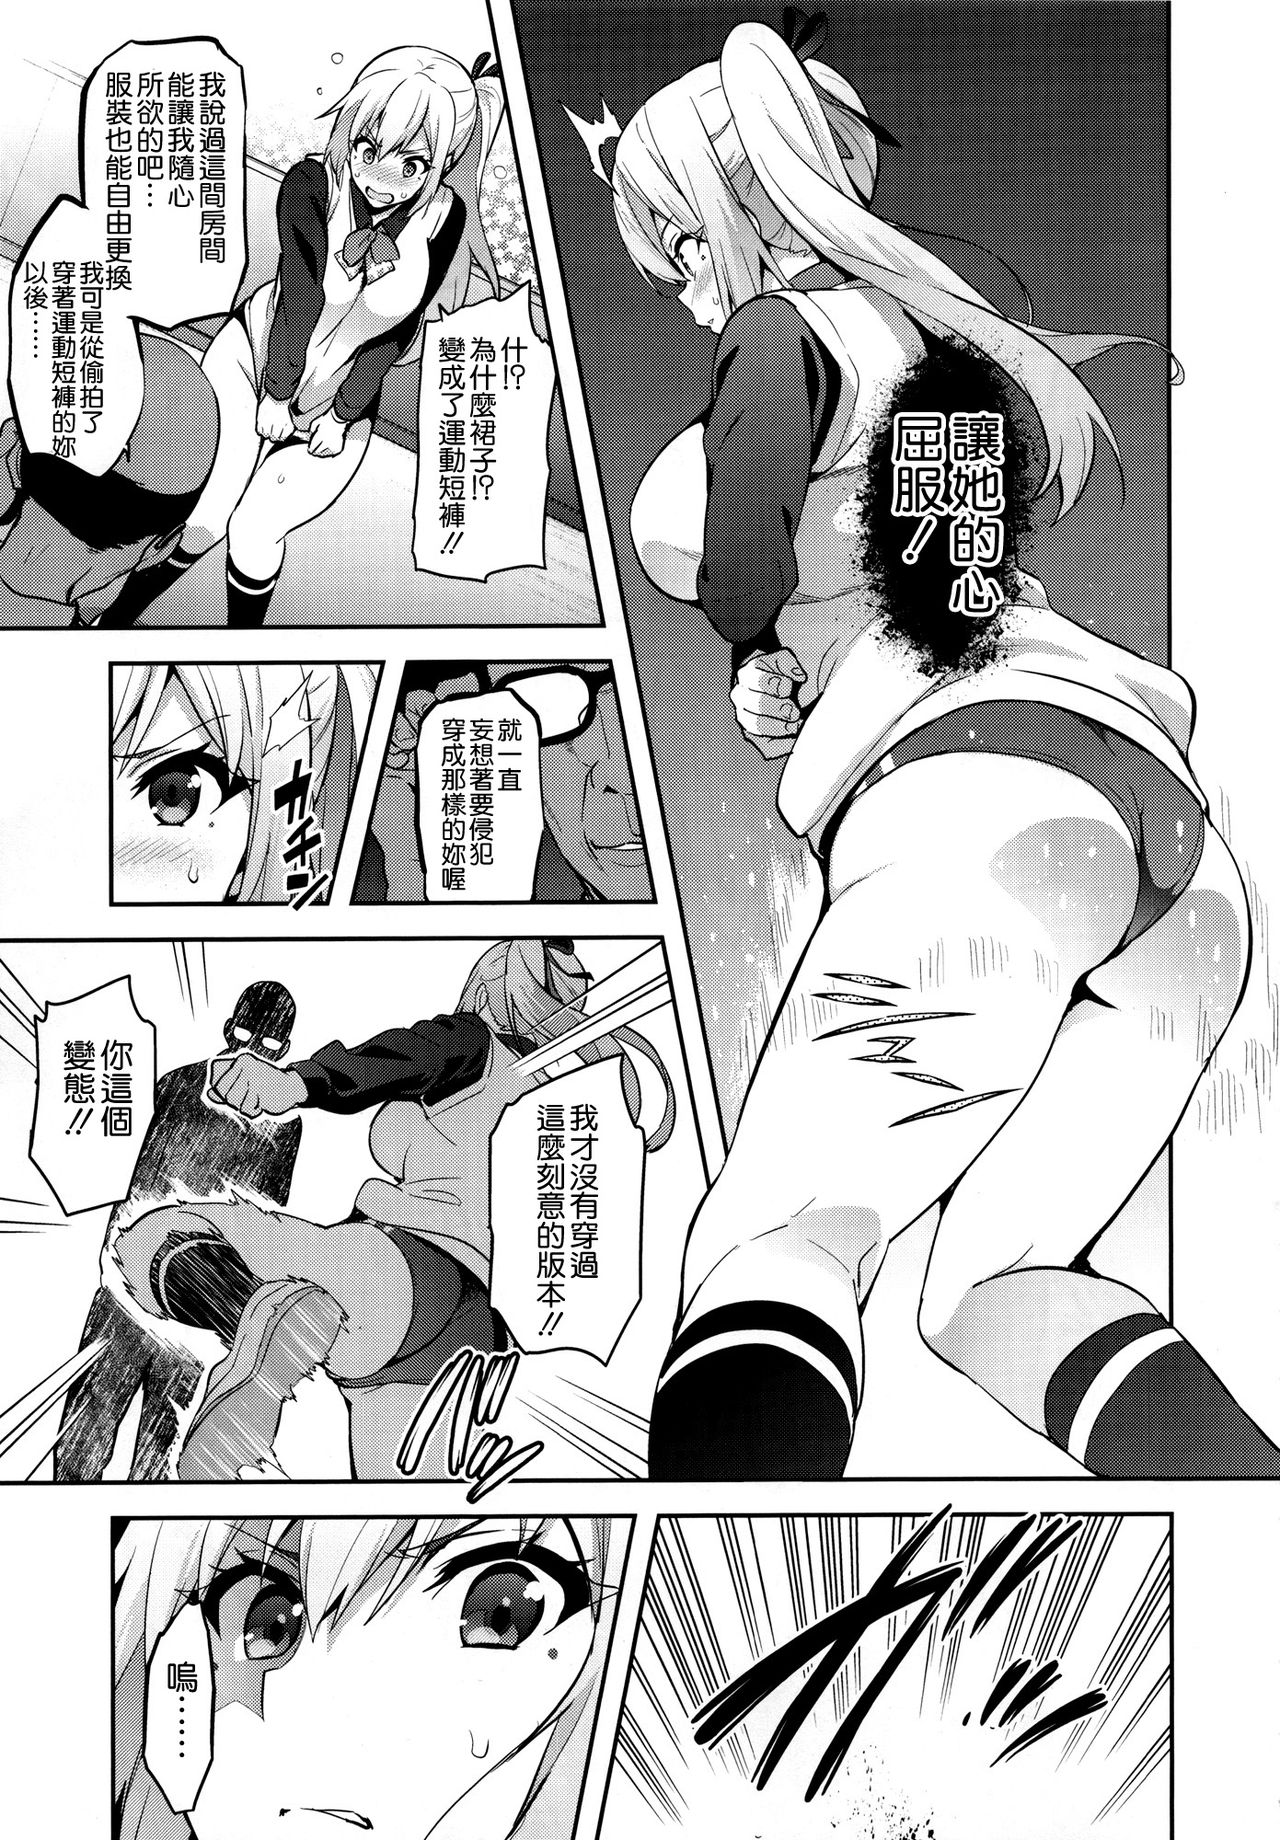 讓她的心
屈服！
什!?
為什麼裙子!?
變成了運動短褲!!
我說過這間房間
能讓我隨心
所欲的吧…
服裝也能自由更換
我可是從偷拍了
穿著運動短褲的妳
以後……
就一直
妄想著要侵犯
穿成那樣的妳喔
カチン
我才沒有穿過
這麼刻意的版本!!
你這個
變態!!
嗚……